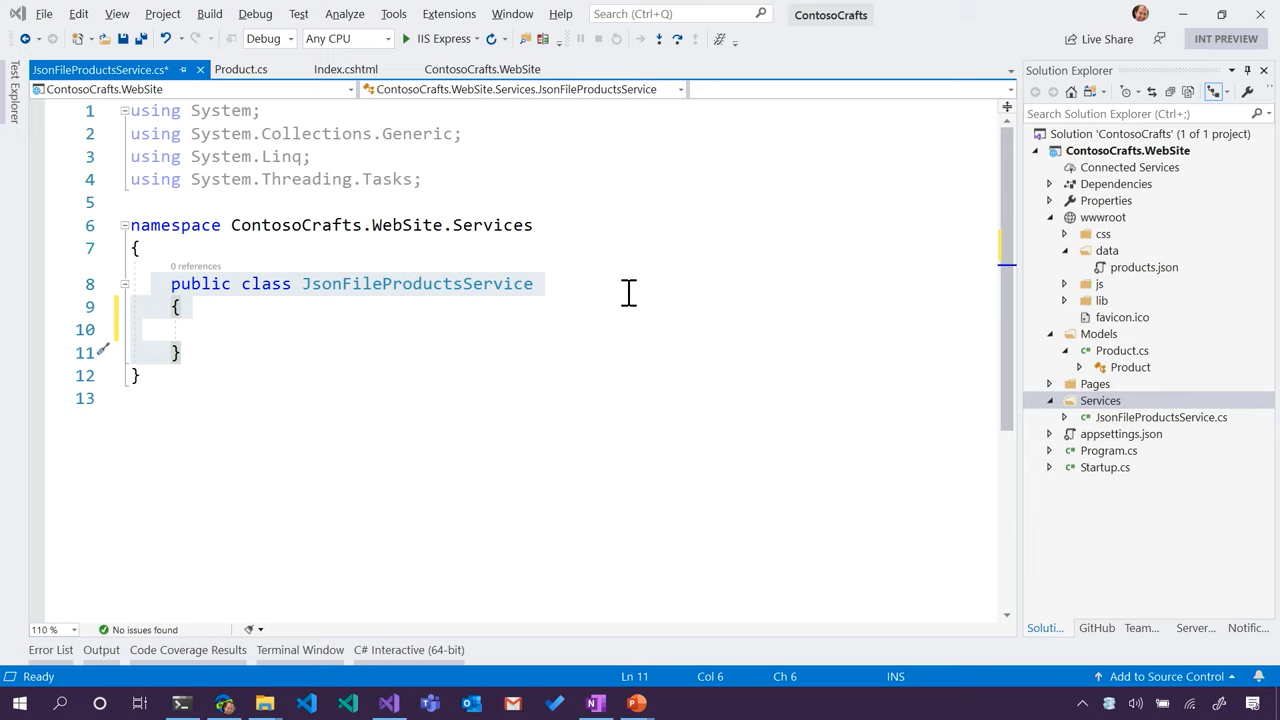 File Edit View Project Build Debug Test Analyze Tools Extensions Window Help Search (Ctrl+Q) ContosoCrafts
Debug Any CPU IIS Express Live Share INT PREVIEW
JsonFileProductsService.cs* Product.cs Index.cshtml ContosoCrafts.WebSite
ContosoCrafts.WebSite ContosoCrafts.WebSite.Services.JsonFileProductsService
Test Explorer
1 using System;
2 using System.Collections.Generic;
3 using System.Linq;
4 using System.Threading.Tasks;
5
6 namespace ContosoCrafts.WebSite.Services
7 {
0 references
8 public class JsonFileProductsService
9 {
10
11 }
12 }
13
110 % No issues found
Solution Explorer
Search Solution Explorer (Ctrl+;)
Solution 'ContosoCrafts' (1 of 1 project)
ContosoCrafts.WebSite
Connected Services
Dependencies
Properties
wwwroot
css
data
products.json
js
lib
favicon.ico
Models
Product.cs
Product
Pages
Services
JsonFileProductsService.cs
appsettings.json
Program.cs
Startup.cs
Soluti... GitHub Team... Server... Notific...
Error List Output Code Coverage Results Terminal Window C# Interactive (64-bit)
Ready Ln 11 Col 6 Ch 6 INS Add to Source Control